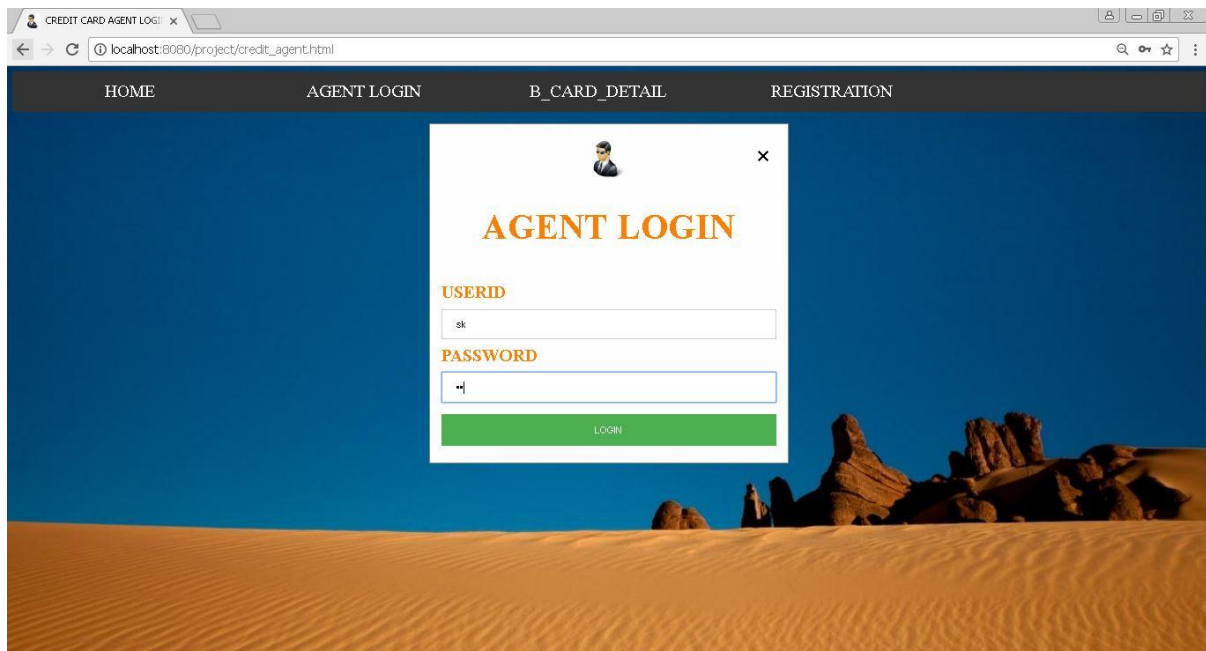 CREDIT CARD AGENT LOGI
localhost:8080/project/credit_agent.html
HOME AGENT LOGIN B_CARD_DETAIL REGISTRATION
AGENT LOGIN
USERID
sk
PASSWORD
LOGIN